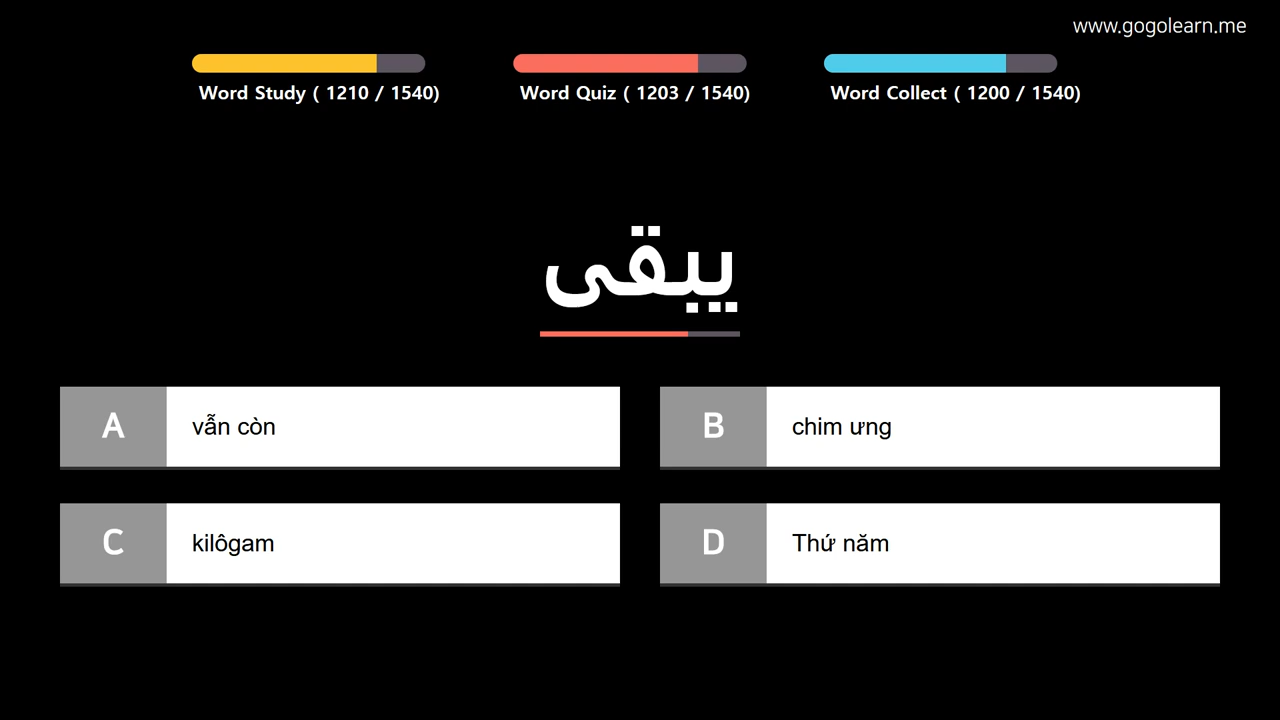 www.gogolearn.me
Word Study ( 1210 / 1540)
Word Quiz ( 1203 / 1540)
Word Collect ( 1200 / 1540)
يبقى
A vẫn còn
B chim ưng
C kilôgam
D Thứ năm